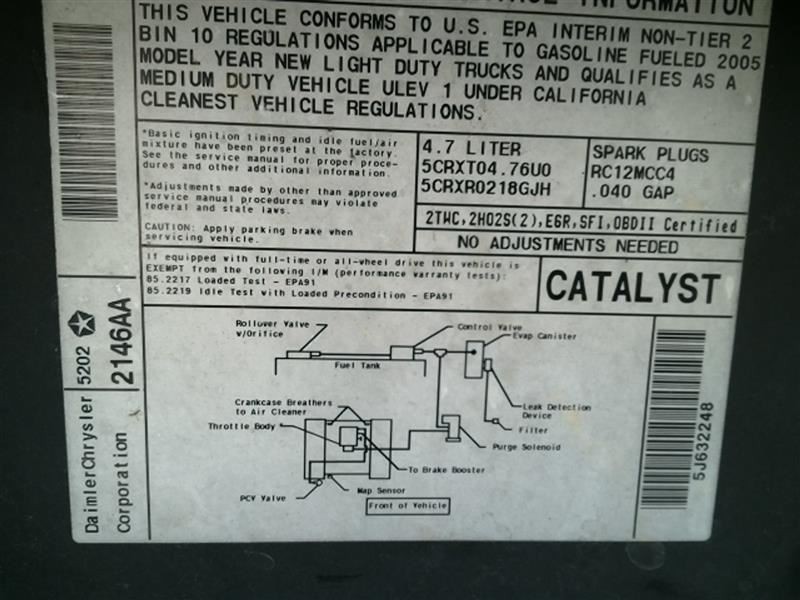 INFORMATION
THIS VEHICLE CONFORMS TO U.S. EPA INTERIM NON-TIER 2
BIN 10 REGULATIONS APPLICABLE TO GASOLINE FUELED 2005
MODEL YEAR NEW LIGHT DUTY TRUCKS AND QUALIFIES AS A
MEDIUM DUTY VEHICLE ULEV 1 UNDER CALIFORNIA
CLEANEST VEHICLE REGULATIONS.
*Basic ignition timing and idle fuel/air
mixture have been preset at the factory.
See the service manual for proper proce-
dures and other additional information.
*Adjustments made by other than approved
service manual procedures may violate
federal and state laws.
CAUTION: Apply parking brake when
servicing vehicle.
4.7 LITER
5CRXT04.76U0
5CRXR0218GJH
SPARK PLUGS
RC12MCC4
.040 GAP
2TWC,2HO2S(2),EGR,SFI,OBDII Certified
NO ADJUSTMENTS NEEDED
If equipped with full-time or all-wheel drive this vehicle is
EXEMPT from the following I/M (performance warranty tests):
85.2217 Loaded Test - EPA91
85.2219 Idle Test with Loaded Precondition - EPA91
CATALYST
Rollover Valve
w/Orifice
Control Valve
Evap Canister
Fuel Tank
Crankcase Breathers
to Air Cleaner
Throttle Body
Leak Detection
Device
Filter
Purge Solenoid
To Brake Booster
Map Sensor
PCV Valve
Front of Vehicle
DaimlerChrysler
Corporation
5202
2146AA
5J632248